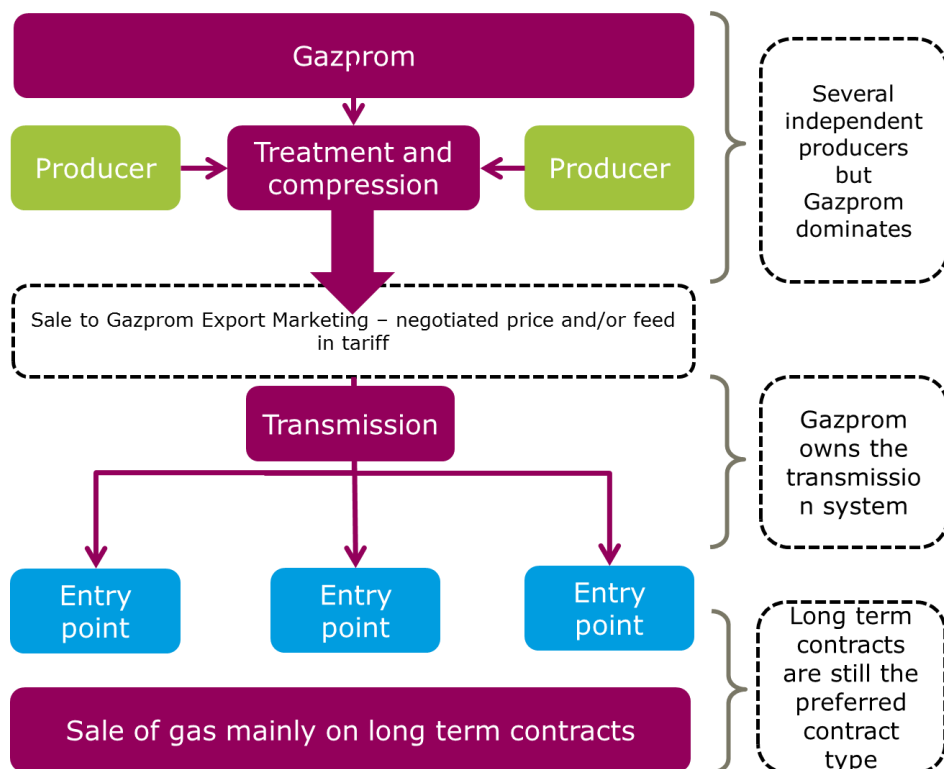 Gazprom
Producer
Treatment and
compression
Producer
Several
independent
producers
but
Gazprom
dominates
Sale to Gazprom Export Marketing – negotiated price and/or feed
in tariff
Transmission
Gazprom
owns the
transmissio
n system
Entry
point
Entry
point
Entry
point
Long term
contracts
are still the
preferred
contract
type
Sale of gas mainly on long term contracts